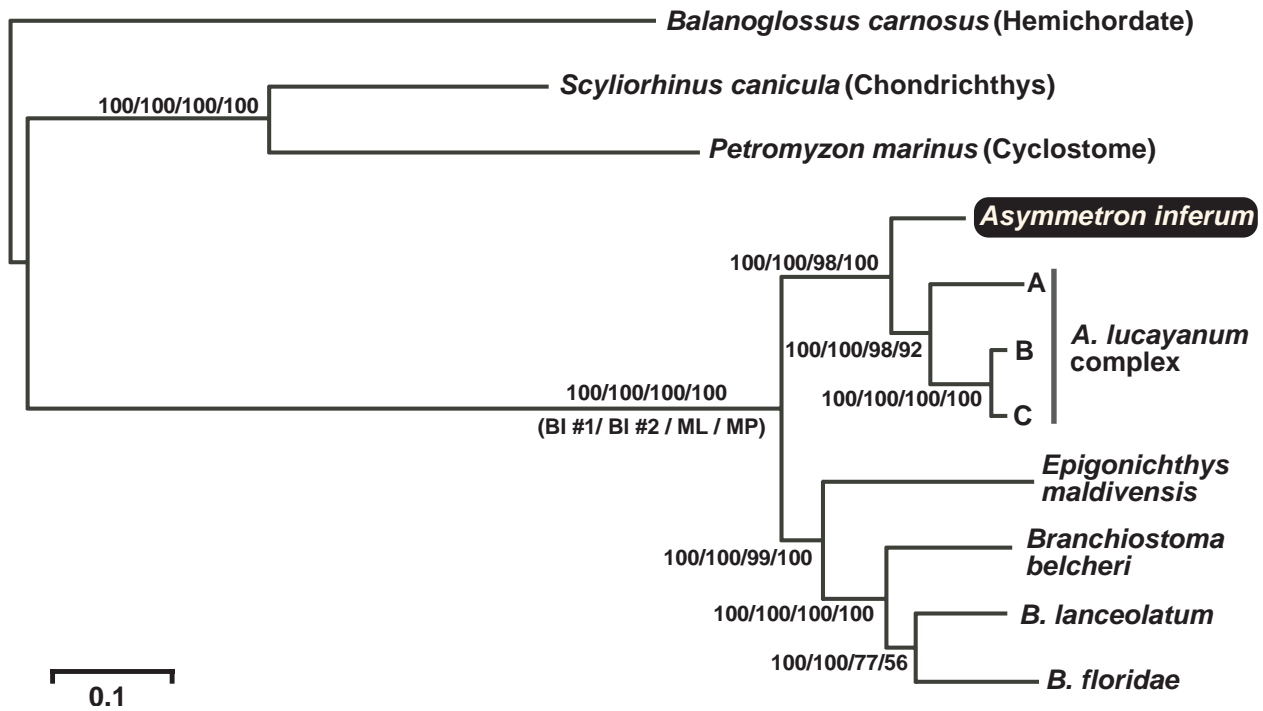 Balanoglossus carnosus (Hemichordate)
Scyliorhinus canicula (Chondrichthys)
100/100/100/100
Petromyzon marinus (Cyclostome)
Asymmetron inferum
100/100/98/100
A
A. lucayanum
complex
100/100/98/92
B
100/100/100/100
C
100/100/100/100
(BI #1/ BI #2 / ML / MP)
Epigonichthys
maldivensis
100/100/99/100
Branchiostoma
belcheri
100/100/100/100
B. lanceolatum
100/100/77/56
B. floridae
0.1